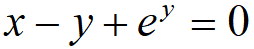 x − y + e^y = 0